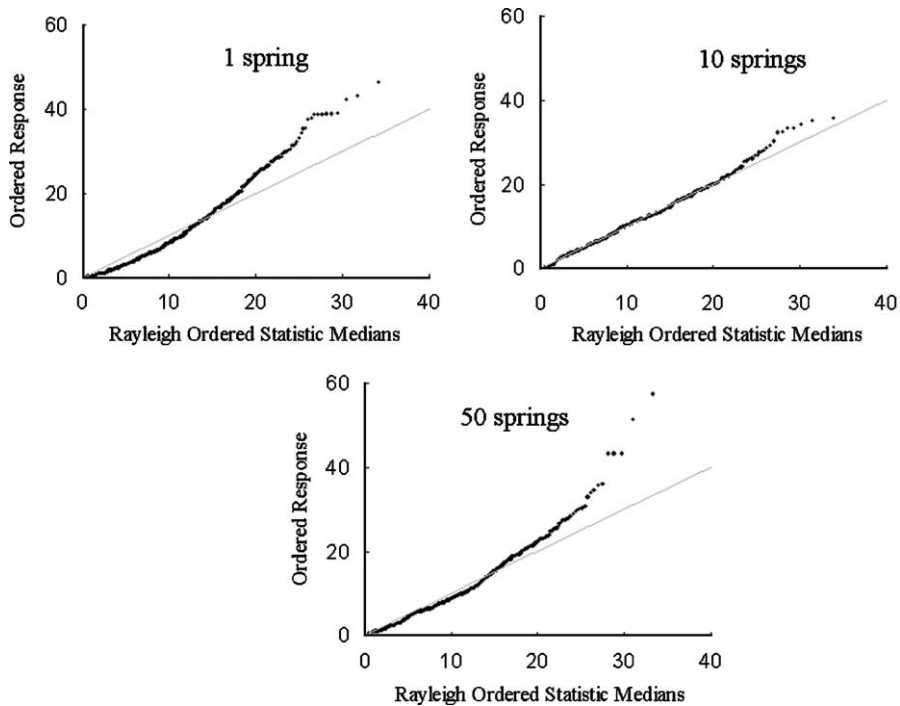 60
1 spring
40
20
0
Ordered Response
0 10 20 30 40
Rayleigh Ordered Statistic Medians
60
10 springs
40
20
0
Ordered Response
0 10 20 30 40
Rayleigh Ordered Statistic Medians
60
50 springs
40
20
0
Ordered Response
0 10 20 30 40
Rayleigh Ordered Statistic Medians